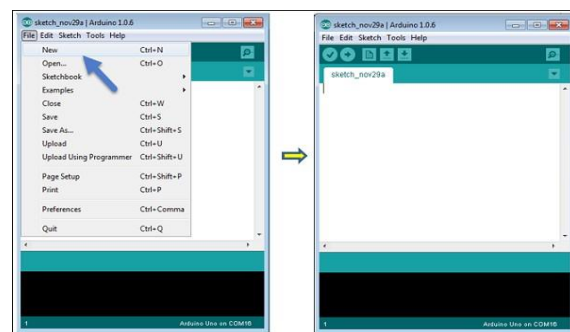 sketch_nov29a | Arduino 1.0.6
File Edit Sketch Tools Help
New Ctrl+N
Open... Ctrl+O
Sketchbook
Examples
Close Ctrl+W
Save Ctrl+S
Save As... Ctrl+Shift+S
Upload Ctrl+U
Upload Using Programmer Ctrl+Shift+U
Page Setup Ctrl+Shift+P
Print Ctrl+P
Preferences Ctrl+Comma
Quit Ctrl+Q
1 Arduino Uno on COM16
sketch_nov29a | Arduino 1.0.6
File Edit Sketch Tools Help
sketch_nov29a
1 Arduino Uno on COM16